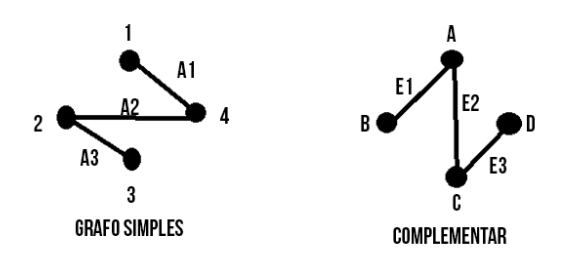 1
A1
2
A2
4
A3
3
GRAFO SIMPLES
A
E1
E2
B
D
E3
C
COMPLEMENTAR